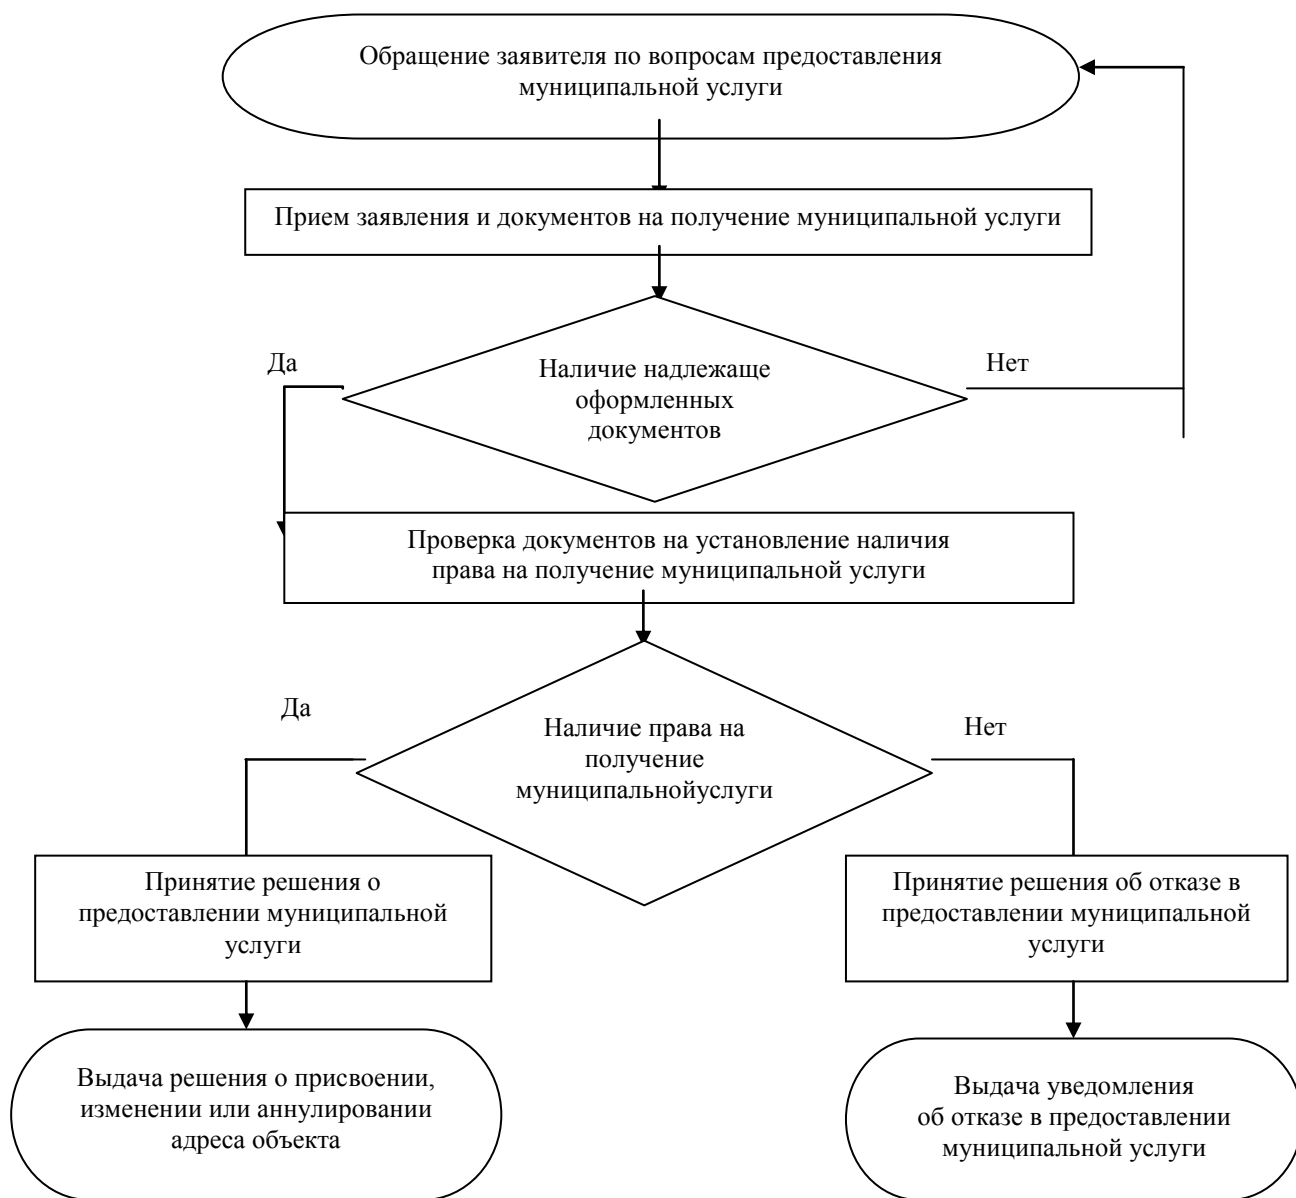 Обращение заявителя по вопросам предоставления
муниципальной услуги
Прием заявления и документов на получение муниципальной услуги
Да
Нет
Наличие надлежаще
оформленных
документов
Проверка документов на установление наличия
права на получение муниципальной услуги
Да
Нет
Наличие права на
получение
муниципальнойуслуги
Принятие решения о
предоставлении муниципальной
услуги
Принятие решения об отказе в
предоставлении муниципальной
услуги
Выдача решения о присвоении,
изменении или аннулировании
адреса объекта
Выдача уведомления
об отказе в предоставлении
муниципальной услуги